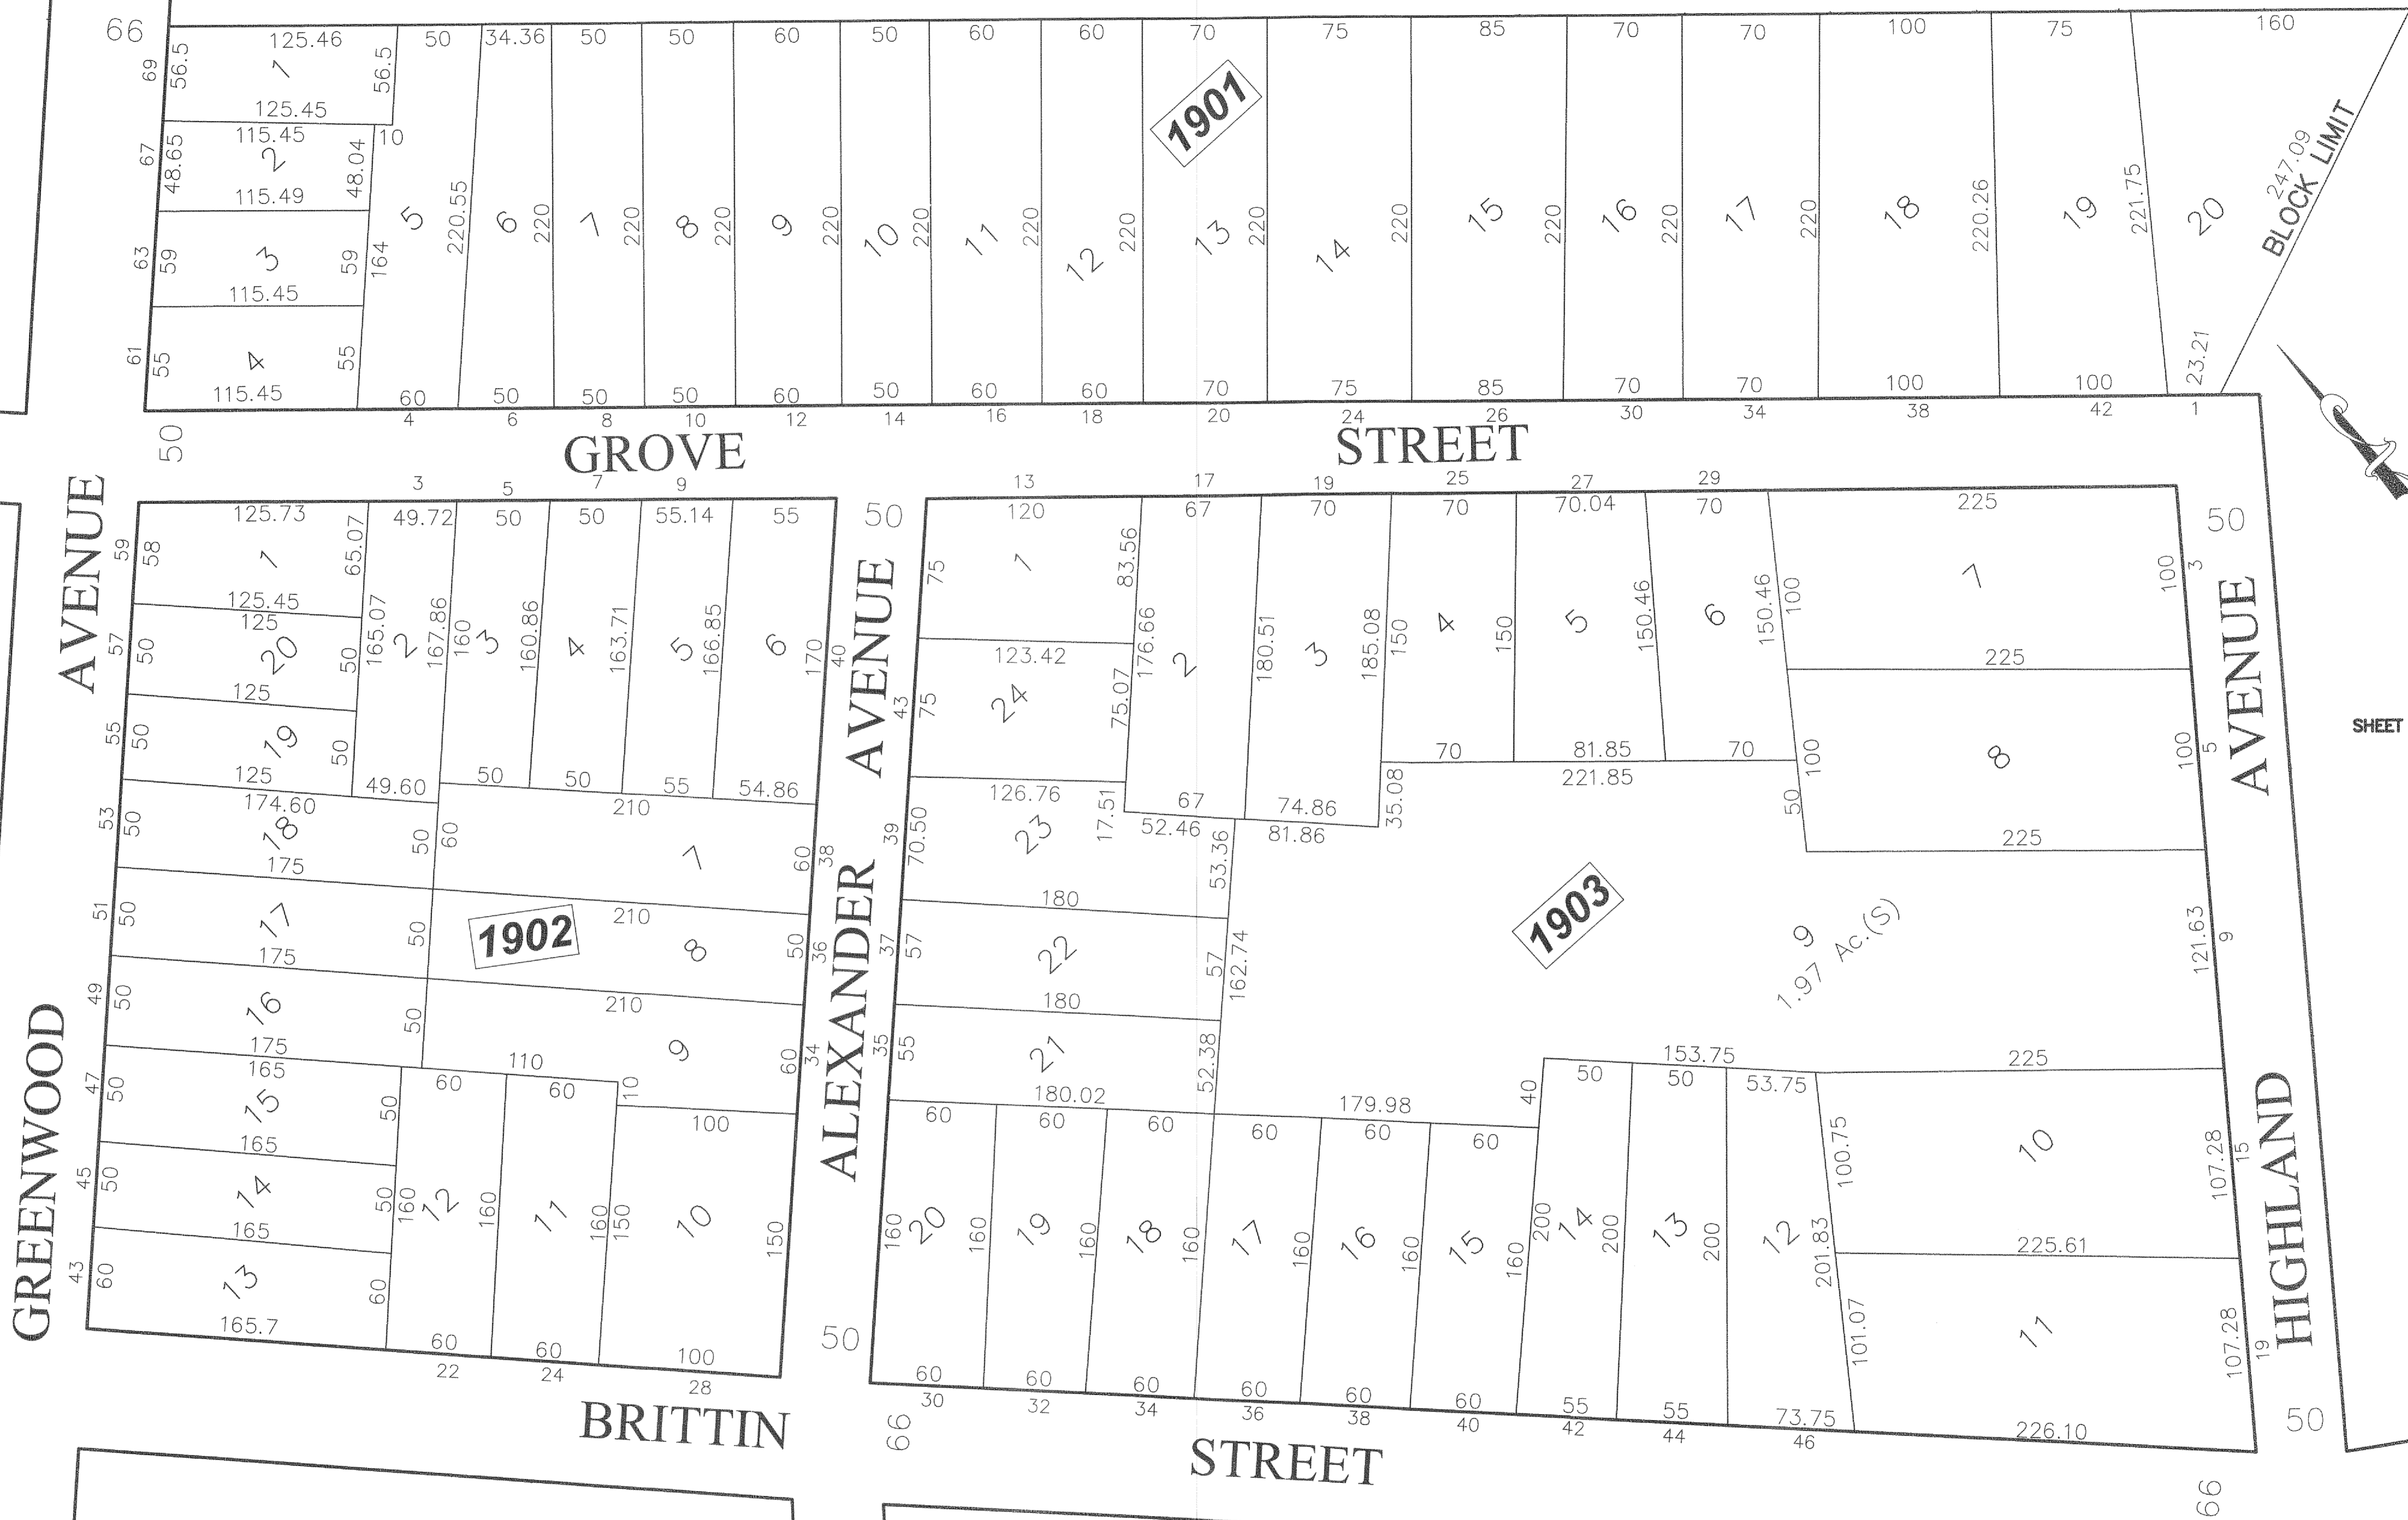 66 125.46 50 34.36 50 50 60 50 60 60 70 75 85 70 70 100 75 160
69 56.5 1 56.5 1901
125.45
115.45 10
67 48.65 2 48.04
115.49
5 220.55 6 220 7 220 8 220 9 220 10 220 11 220 12 220 13 220 14 220 15 220 16 220 17 220 18 220.26 19 221.75 20 247.09 BLOCK LIMIT
63 59 3 59 164
115.45
61 55 4 55 23.21
115.45 60 50 50 50 60 50 60 60 70 75 85 70 70 100 100
4 6 8 10 12 14 16 18 20 24 26 30 34 38 42 1
50 GROVE STREET
AVENUE 3 5 7 9 13 17 19 25 27 29
125.73 49.72 50 50 55.14 55 50 120 67 70 70 70.04 70 225 50
59 58 1 65.07 75 1 83.56 100 7 100 3
125.45
125
57 50 20 50 165.07 2 167.86 160 3 160.86 4 163.71 5 166.85 6 170 40 AVENUE 176.66 2 180.51 3 185.08 150 4 150 5 150.46 6 150.46 AVENUE
125 123.42 225
55 50 19 50 43 75 24 75.07 100 8 100 5 SHEET
125 49.60 50 50 55 54.86 126.76 67 74.86 70 81.85 70
174.60 210 52.46 81.86 35.08 221.85 50
53 50 18 50 60 7 60 38 39 70.50 23 17.51 53.36 225
175 180
51 50 17 50 1902 210 8 50 36 37 57 22 57 162.74 1903 9 1.97 Ac.(S) 121.63 9
175 180
49 50 16 50 210 9 60 34 ALEXANDER 35 55 21 52.38
175 110 153.75 225
GREENWOOD 165 60 60 10 180.02 179.98 40 50 50 53.75
47 50 15 50 100 60 60 60 60 60 60
165 100.75 10 107.28 15 HIGHLAND
45 50 14 50 160 12 160 11 160 150 10 150 160 20 160 19 160 18 160 17 160 16 160 15 160 200 14 200 13 200 12 201.83
165 225.61
43 60 13 60 101.07 11 107.28 19
165.7 60 60 100 50 60 60 60 60 60 60 55 55 73.75 226.10 50
22 24 28 30 32 34 36 38 40 42 44 46
BRITTIN 66 STREET 66